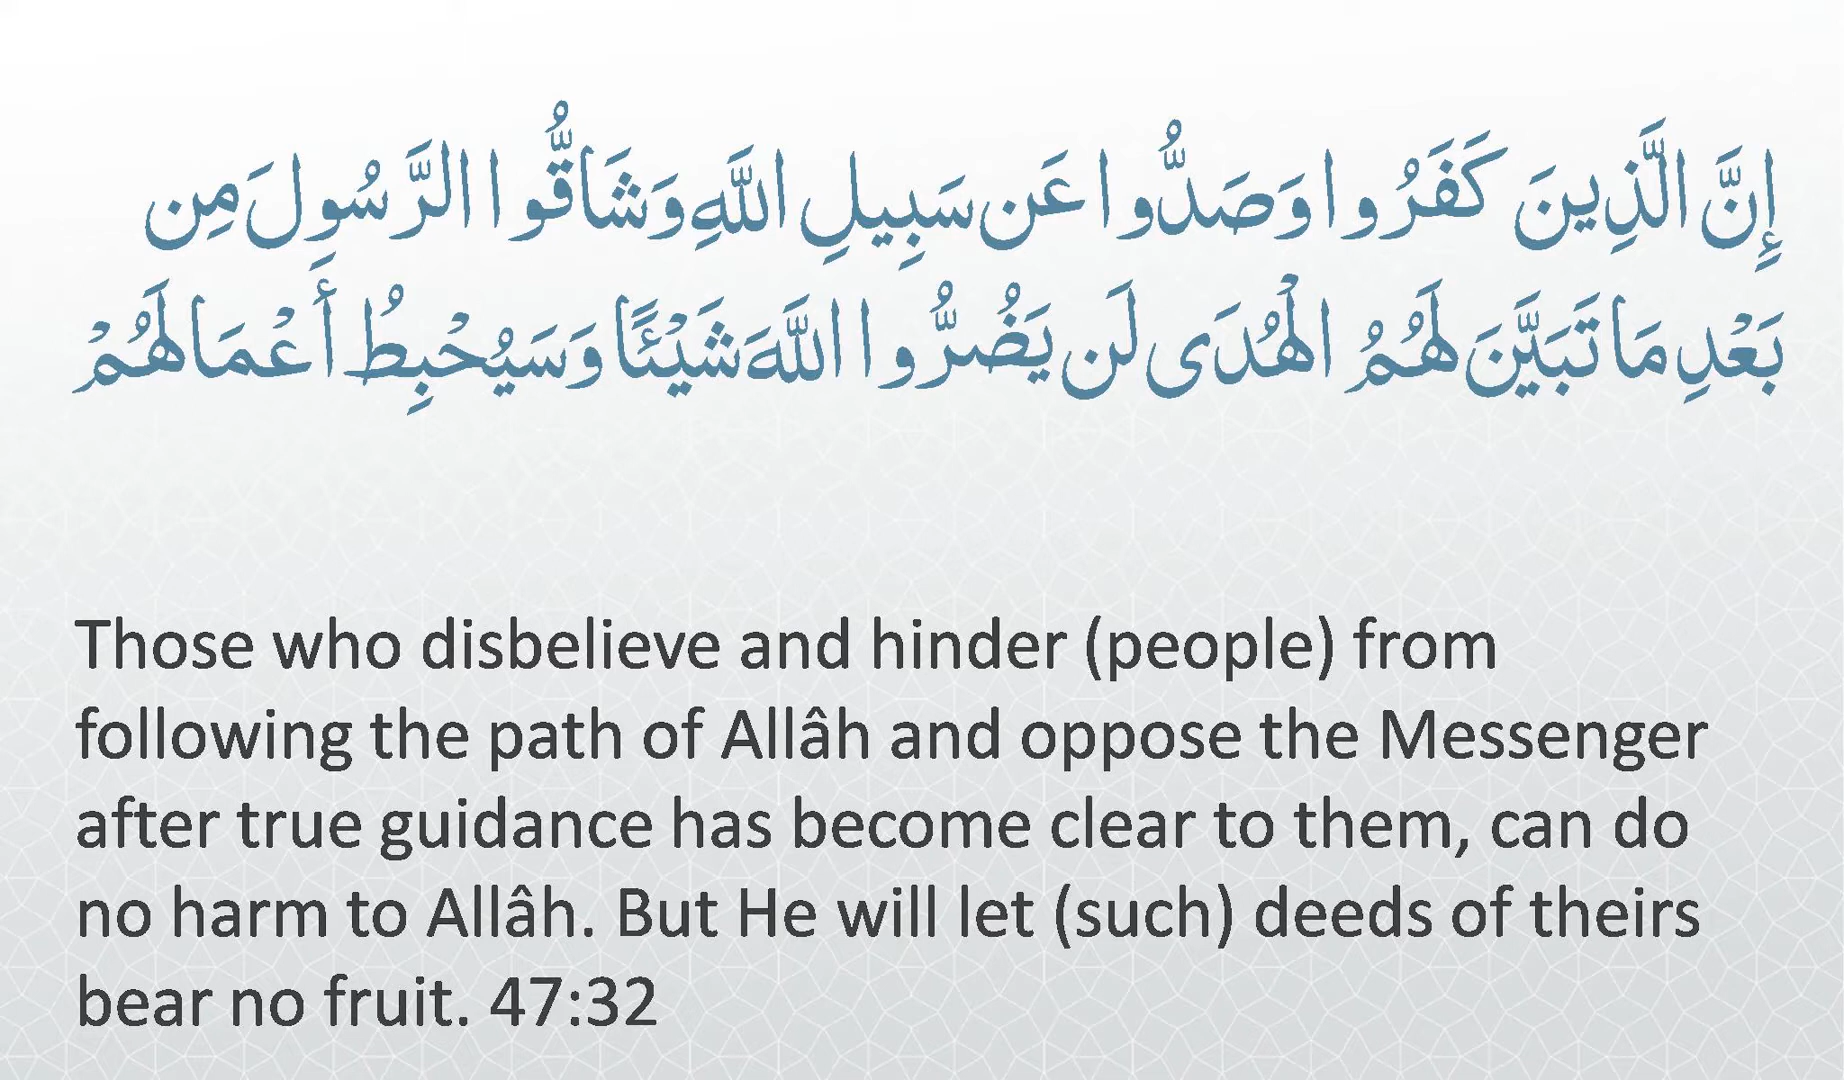 إِنَّ الَّذِينَ كَفَرُوا وَصَدُّوا عَن سَبِيلِ اللَّهِ وَشَاقُّوا الرَّسُولَ مِن
بَعْدِ مَا تَبَيَّنَ لَهُمُ الْهُدَى لَن يَضُرُّوا اللَّهَ شَيْئًا وَسَيُحْبِطُ أَعْمَالَهُمْ
Those who disbelieve and hinder (people) from
following the path of Allâh and oppose the Messenger
after true guidance has become clear to them, can do
no harm to Allâh. But He will let (such) deeds of theirs
bear no fruit. 47:32